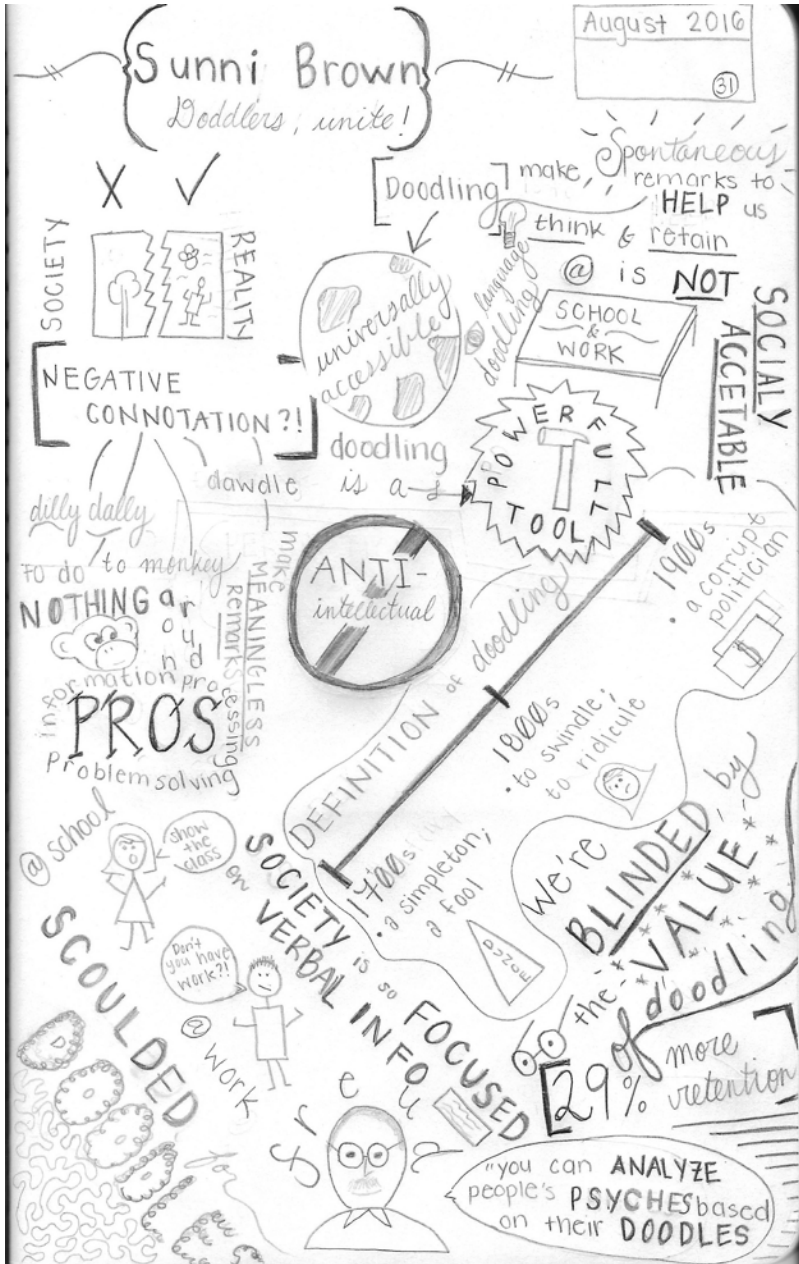 Sunni Brown
Doddlers, unite!
August 2016
31
X ✓
SOCIETY
REALITY
[Doodling] make
Spontaneous
remarks to
HELP us
think & retain
@ is NOT
SCHOOL
&
WORK
SOCIALY
ACCETABLE
universally
accessible
language
doodling
NEGATIVE
CONNOTATION?!
doodling
is a
POWERFULL
TOOL
dilly dally
dawdle
to do
NOTHING
to monkey
around
make
MEANINGLESS
remarks
ANTI-
intellectual
information processing
PROS
Problem solving
DEFINITION of doodling
1900s
• a corrupt
politician
$
1800s
• to swindle;
to ridicule
1700s
• a simpleton;
a fool
DUNCE
We're
BLINDED by
the VALUE
of doodling
[29% more
retention]
@ school
show
the
class
SCOULDED
Don't
you have
work?!
@ work
for
DOODLES
SOCIETY is so FOCUSED
on VERBAL INFO
Freud
"you can ANALYZE
people's PSYCHES based
on their DOODLES